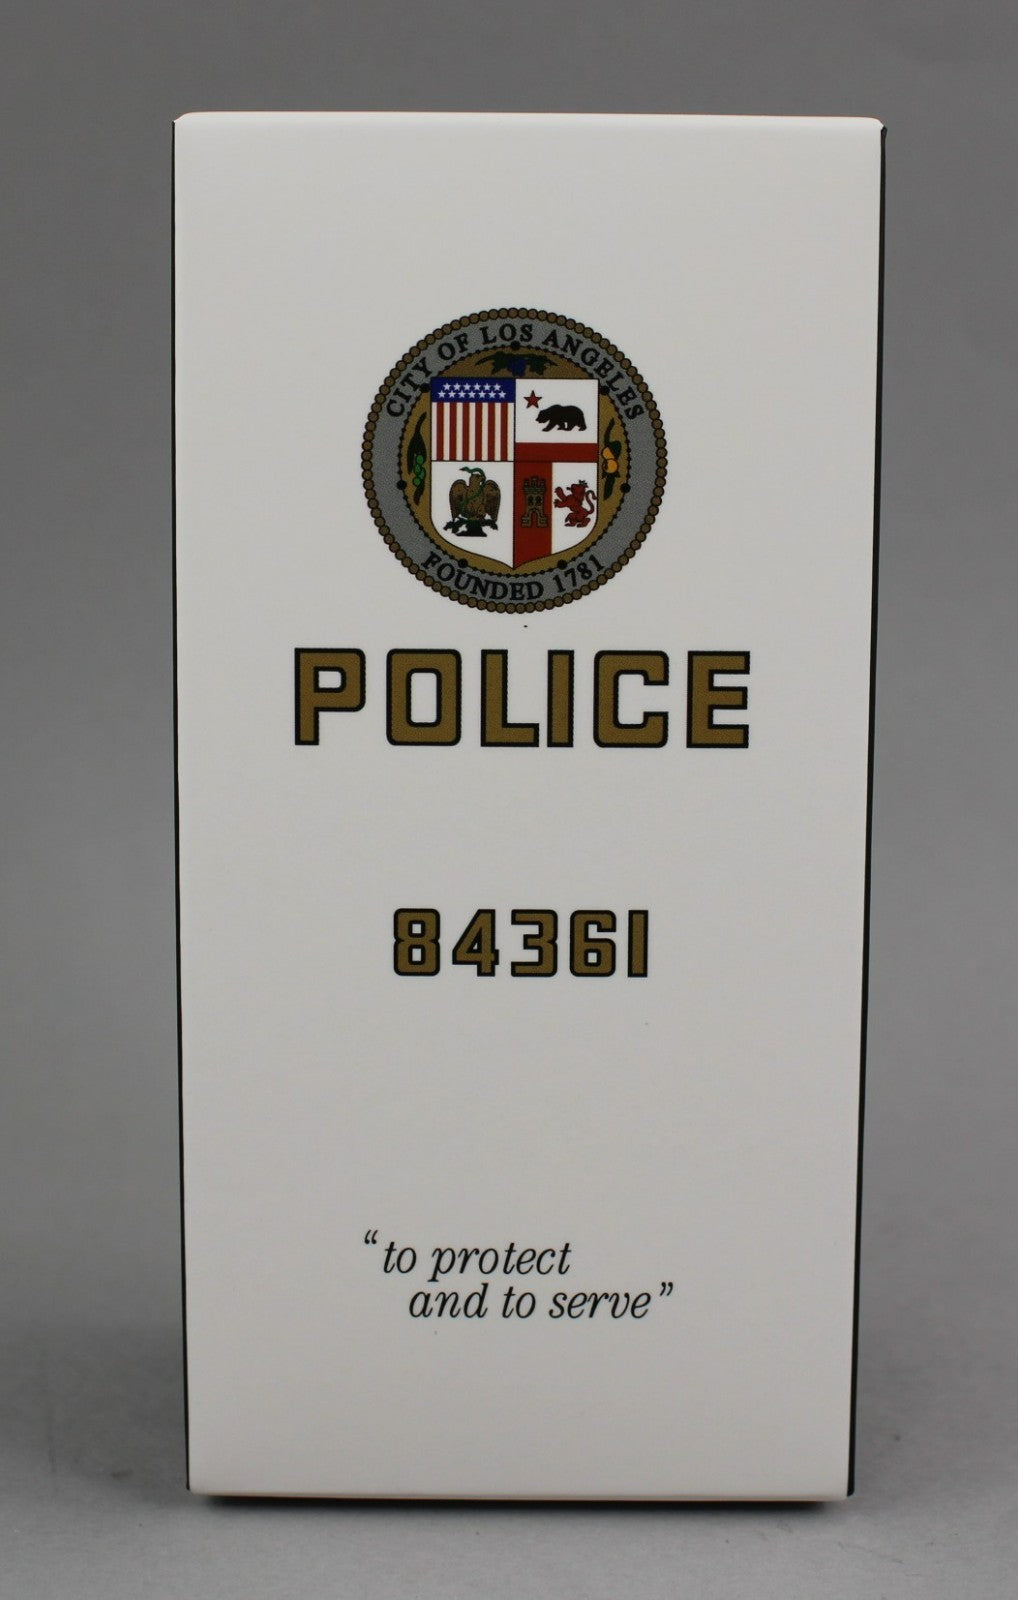 CITY OF LOS ANGELES
FOUNDED 1781
POLICE
84361
“to protect
and to serve”